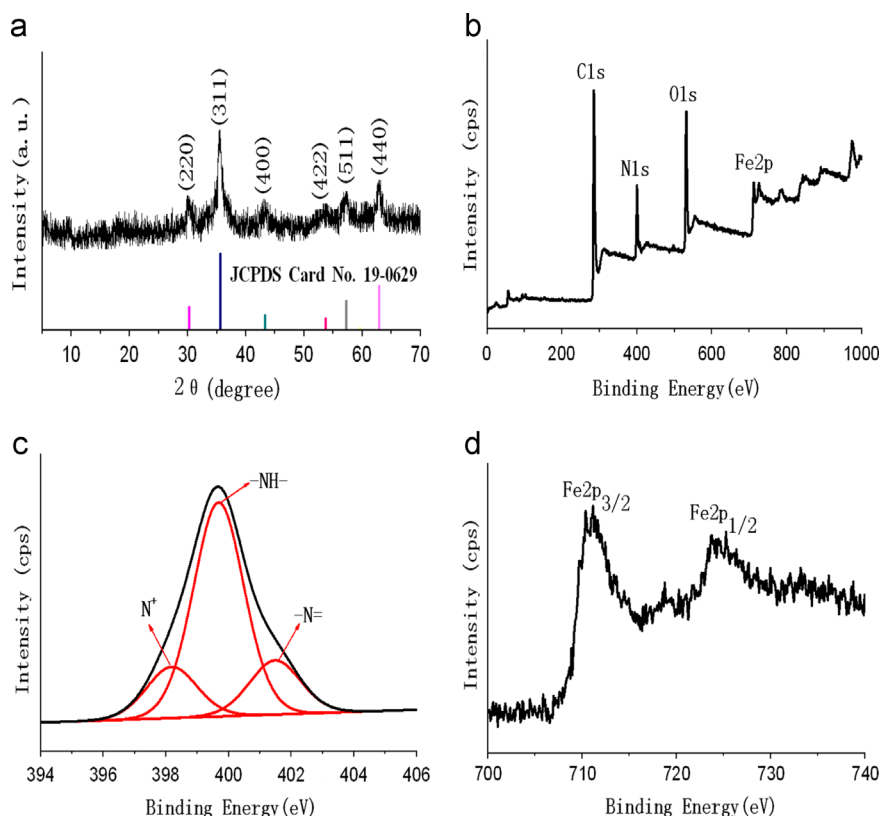 a
Intensity(a.u.)
(220)
(311)
(400)
(422)
(511)
(440)
JCPDS Card No. 19-0629
10 20 30 40 50 60 70
2θ(degree)
b
Intensity (cps)
C1s
N1s
O1s
Fe2p
0 200 400 600 800 1000
Binding Energy(eV)
c
Intensity (cps)
N+
-NH-
-N=
394 396 398 400 402 404 406
Binding Energy(eV)
d
Intensity (cps)
Fe2p3/2
Fe2p1/2
700 710 720 730 740
Binding Energy(eV)